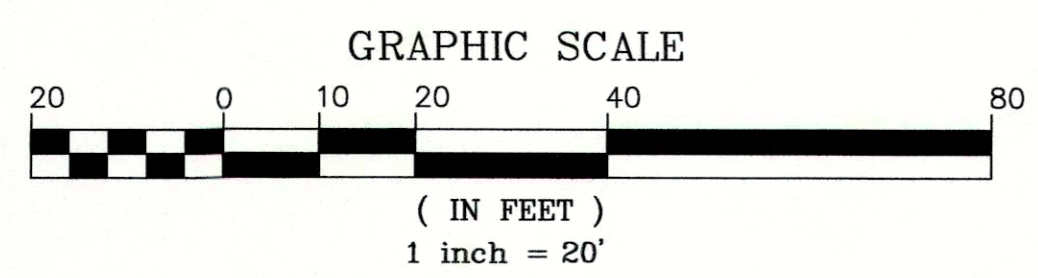 GRAPHIC SCALE
20 0 10 20 40 80
( IN FEET )
1 inch = 20'